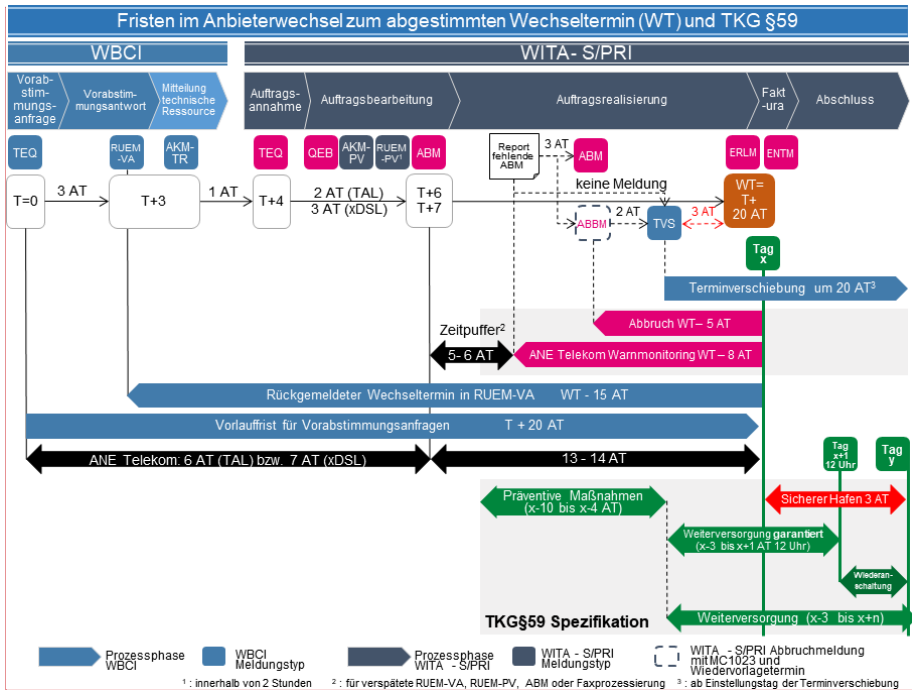 Fristen im Anbieterwechsel zum abgestimmten Wechseltermin (WT) und TKG §59
WBCI
WITA - S/PRI
Vorab-
stim-
mungs-
anfrage
Vorabstim-
mungsantwort
Mitteilung
technische
Ressource
Auftrags-
annahme
Auftragsbearbeitung
Auftragsrealisierung
Fakt
-ura
Abschluss
TEQ
RUEM
-VA
AKM-
TR
TEQ
QEB
AKM-
PV
RUEM
-PV¹
ABM
Report
fehlende
ABM
3 AT
ABM
ERLM
ENTM
keine Meldung
T=0
3 AT
T+3
1 AT
T+4
2 AT (TAL)
3 AT (xDSL)
T+6
T+7
ABBM
2 AT
TVS
3 AT
WT=
T+
20 AT
Tag
x
Terminverschiebung um 20 AT³
Abbruch WT– 5 AT
Zeitpuffer²
5- 6 AT
ANE Telekom Warnmonitoring WT – 8 AT
Rückgemeldeter Wechseltermin in RUEM-VA WT - 15 AT
Vorlauffrist für Vorabstimmungsanfragen T + 20 AT
ANE Telekom: 6 AT (TAL) bzw. 7 AT (xDSL)
13 - 14 AT
Tag
x+1
12 Uhr
Tag
y
Präventive Maßnahmen
(x-10 bis x-4 AT)
Sicherer Hafen 3 AT
Weiterversorgung garantiert
(x-3 bis x+1 AT 12 Uhr)
Wiederan-
schaltung
TKG§59 Spezifikation
Weiterversorgung (x-3 bis x+n)
Prozessphase
WBCI
WBCI
Meldungstyp
Prozessphase
WITA - S/PRI
WITA - S/PRI
Meldungstyp
WITA - S/PRI Abbruchmeldung
mit MC1023 und
Wiedervorlagetermin
¹ : innerhalb von 2 Stunden
² : für verspätete RUEM-VA, RUEM-PV, ABM oder Faxprozessierung
³ : ab Einstellungstag der Terminverschiebung